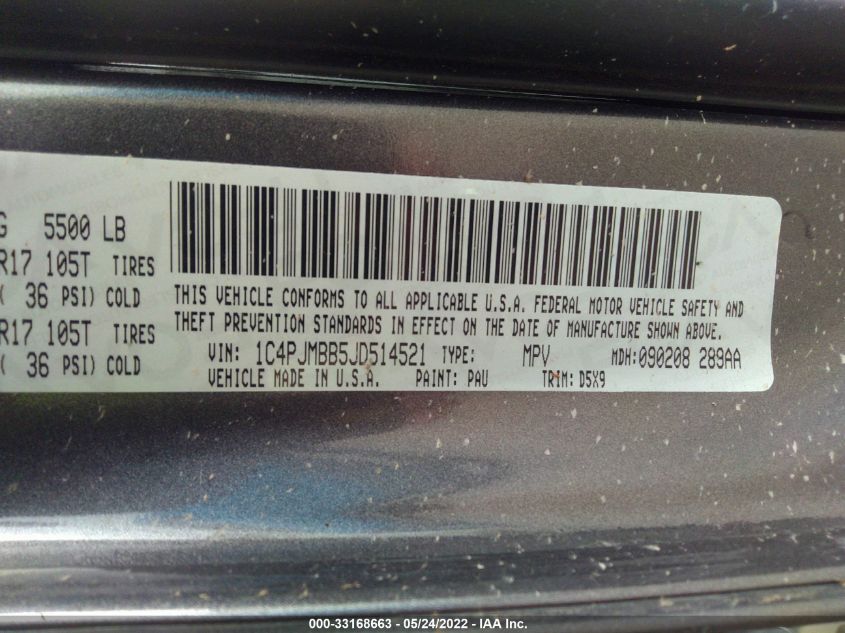 G 5500 LB
R17 105T TIRES
( 36 PSI) COLD
R17 105T TIRES
( 36 PSI) COLD
THIS VEHICLE CONFORMS TO ALL APPLICABLE U.S.A. FEDERAL MOTOR VEHICLE SAFETY AND
THEFT PREVENTION STANDARDS IN EFFECT ON THE DATE OF MANUFACTURE SHOWN ABOVE.
VIN: 1C4PJMBB5JD514521 TYPE: MPV MDH:090208 289AA
VEHICLE MADE IN U.S.A. PAINT: PAU TRIM: D5X9
000-33168663 - 05/24/2022 - IAA Inc.